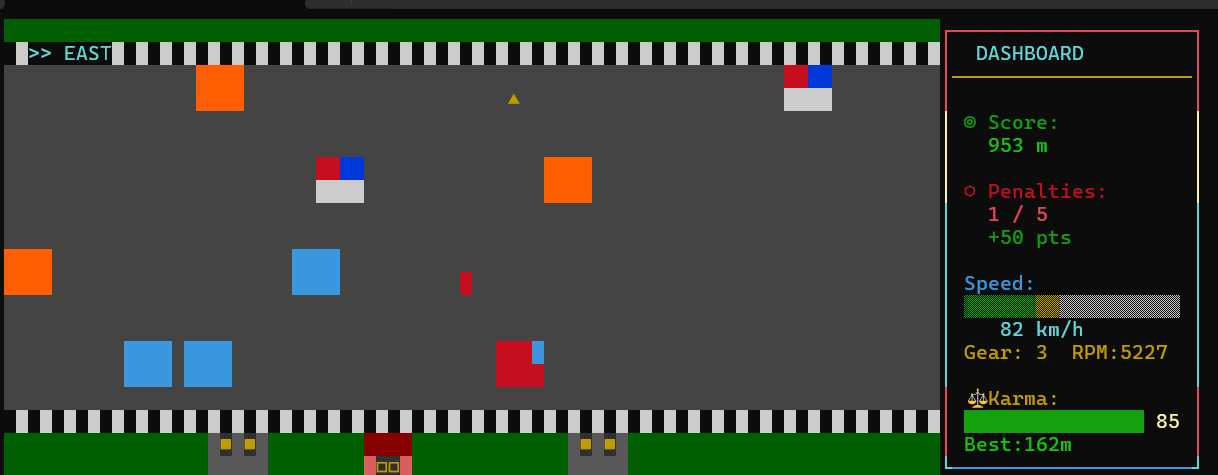 >> EAST
DASHBOARD
Score:
953 m
Penalties:
1 / 5
+50 pts
Speed:
82 km/h
Gear: 3 RPM:5227
Karma:
85
Best:162m